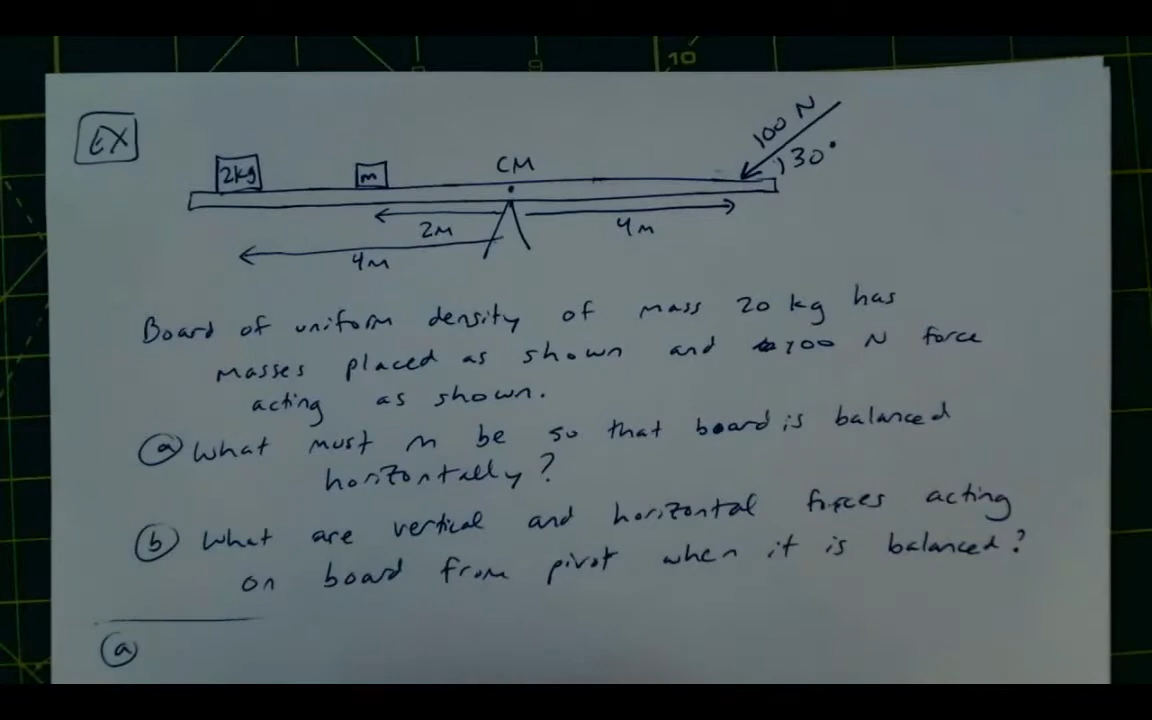 9 10
EX
100 N
30°
2kg m CM
2m 4m
4m
Board of uniform density of mass 20 kg has
masses placed as shown and 100 N force
acting as shown.
(a) What must m be so that board is balanced
horizontally?
(b) What are vertical and horizontal forces acting
on board from pivot when it is balanced?
(a)